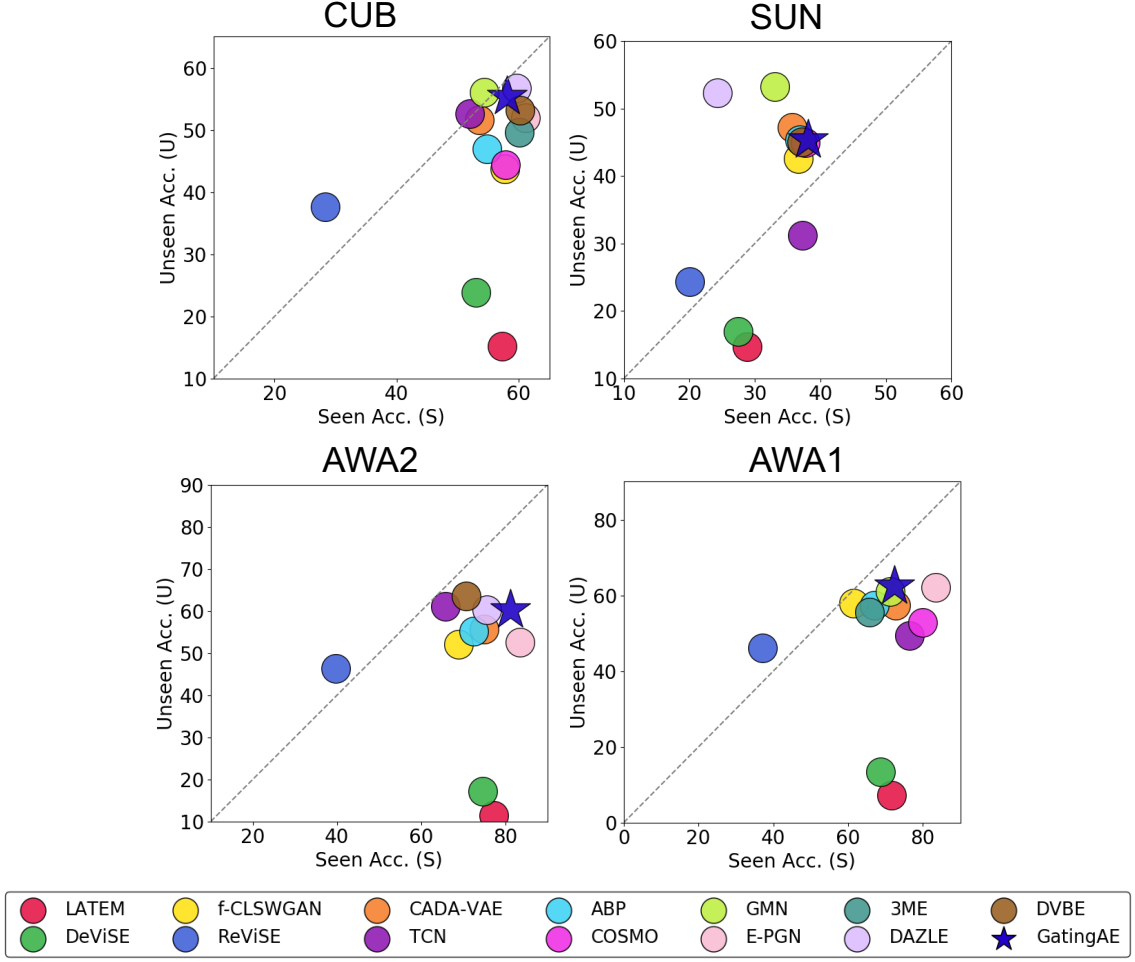 CUB
60
50
40
30
20
10
20 40 60
Unseen Acc. (U)
Seen Acc. (S)
SUN
60
50
40
30
20
10
10 20 30 40 50 60
Unseen Acc. (U)
Seen Acc. (S)
AWA2
90
80
70
60
50
40
30
20
10
20 40 60 80
Unseen Acc. (U)
Seen Acc. (S)
AWA1
80
60
40
20
0
0 20 40 60 80
Unseen Acc. (U)
Seen Acc. (S)
LATEM f-CLSWGAN CADA-VAE ABP GMN 3ME DVBE
DeViSE ReViSE TCN COSMO E-PGN DAZLE GatingAE